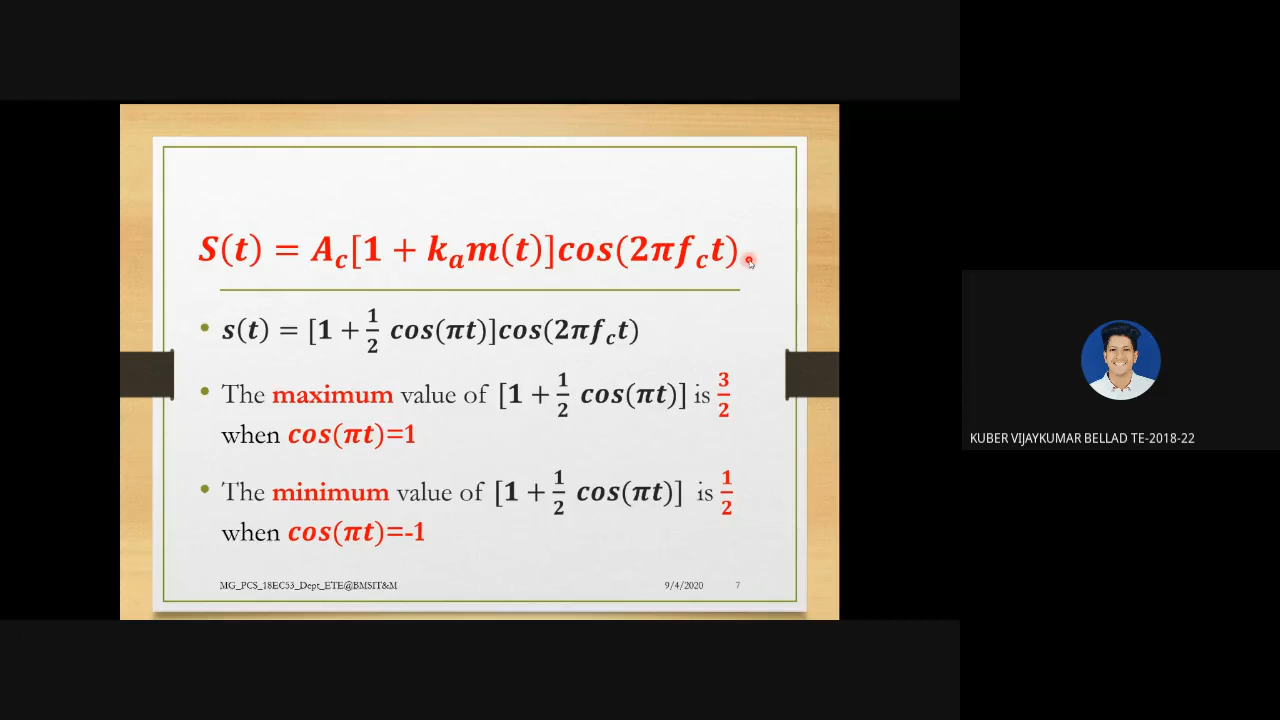 S(t) = A_c[1 + k_a m(t)]cos(2πf_c t)
• s(t) = [1 + 1/2 cos(πt)]cos(2πf_c t)
• The maximum value of [1 + 1/2 cos(πt)] is 3/2
when cos(πt)=1
• The minimum value of [1 + 1/2 cos(πt)] is 1/2
when cos(πt)=-1
MG_PCS_18EC53_Dept_ETE@BMSIT&M 9/4/2020 7
KUBER VIJAYKUMAR BELLAD TE-2018-22